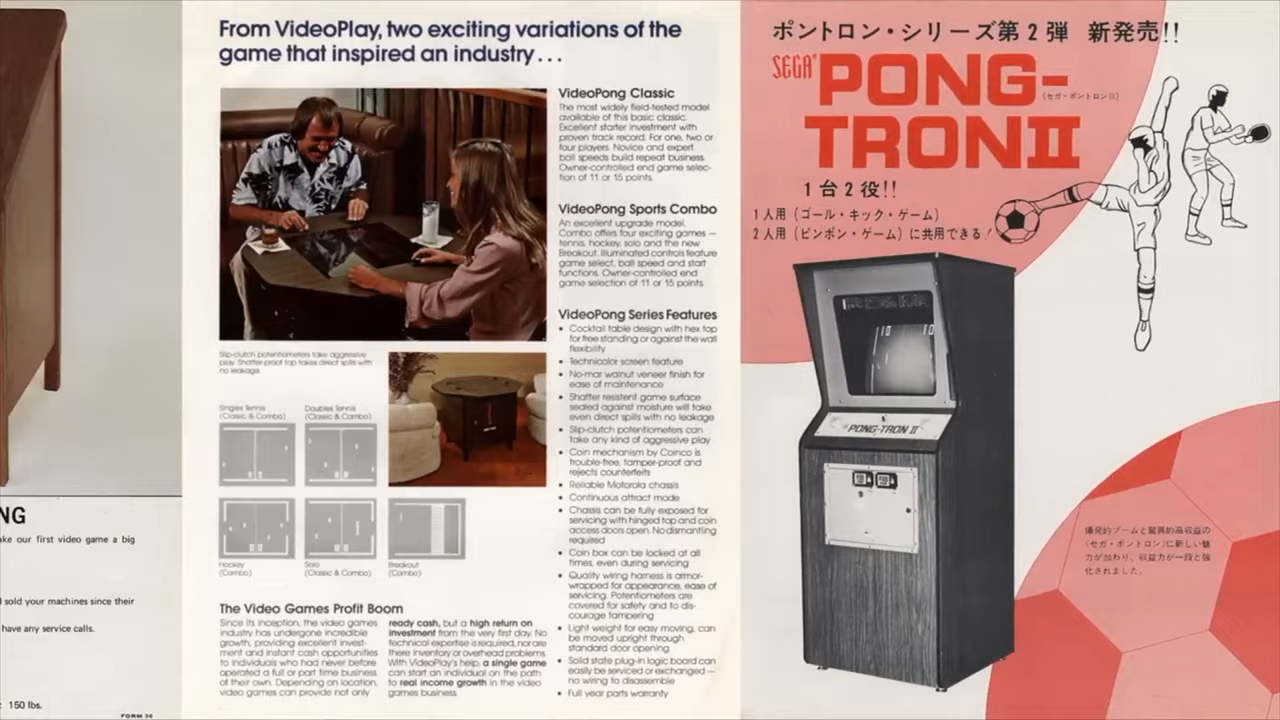 NG
ke our first video game a big
sold your machines since their
have any service calls.
150 lbs.
FORM 30
From VideoPlay, two exciting variations of the
game that inspired an industry...
Slip-clutch potentiometers take aggressive
play. Shatter-proof top takes direct spills with
no leakage.
Singles Tennis
(Classic & Combo)
Doubles Tennis
(Classic & Combo)
Hockey
(Combo)
Solo
(Classic & Combo)
Breakout
(Combo)
The Video Games Profit Boom
Since its inception, the video games
industry has undergone incredible
growth, providing excellent invest-
ment and instant cash opportunities
to individuals who had never before
operated a full or part time business
of their own. Depending on location,
video games can provide not only
ready cash, but a high return on
investment from the very first day. No
technical expertise is required, nor are
there inventory or overhead problems.
With VideoPlay's help, a single game
can start an individual on the path
to real income growth in the video
games business.
VideoPong Classic
The most widely field-tested model
available of this basic classic.
Excellent starter investment with
proven track record. For one, two or
four players. Novice and expert
ball speeds build repeat business.
Owner-controlled end game selec-
tion of 11 or 15 points.
VideoPong Sports Combo
An excellent upgrade model.
Combo offers four exciting games —
tennis, hockey, solo and the new
Breakout. Illuminated controls feature
game select, ball speed and start
functions. Owner-controlled end
game selection of 11 or 15 points.
VideoPong Series Features
• Cocktail table design with hex top
for free standing or against the wall
flexibility
• Technicolor screen feature
• No-mar walnut veneer finish for
ease of maintenance
• Shatter resistent game surface
sealed against moisture will take
even direct spills with no leakage
• Slip-clutch potentiometers can
take any kind of aggressive play
• Coin mechanism by Coinco is
trouble-free, tamper-proof and
rejects counterfeits
• Reliable Motorola chassis
• Continuous attract mode
• Chassis can be fully exposed for
servicing with hinged top and coin
access doors open. No dismantling
required
• Coin box can be locked at all
times, even during servicing
• Quality wiring harness is armor-
wrapped for appearance, ease of
servicing. Potentiometers are
covered for safety and to dis-
courage tampering
• Light weight for easy moving, can
be moved upright through
standard door opening
• Solid state plug-in logic board can
easily be serviced or exchanged —
no wiring to disassemble
• Full year parts warranty
ポントロン・シリーズ第2弾 新発売!!
SEGA® PONG-
TRONII
(セガ・ポントロンII)
1台2役!!
1人用 (ゴール・キック・ゲーム)
2人用 (ピンポン・ゲーム) に共用できる!
10 10
PONG-TRON II
爆発的ブームと驚異的高収益の
〈セガ・ポントロン〉に新しい魅
力が加わり、収益力が一段と強
化されました。